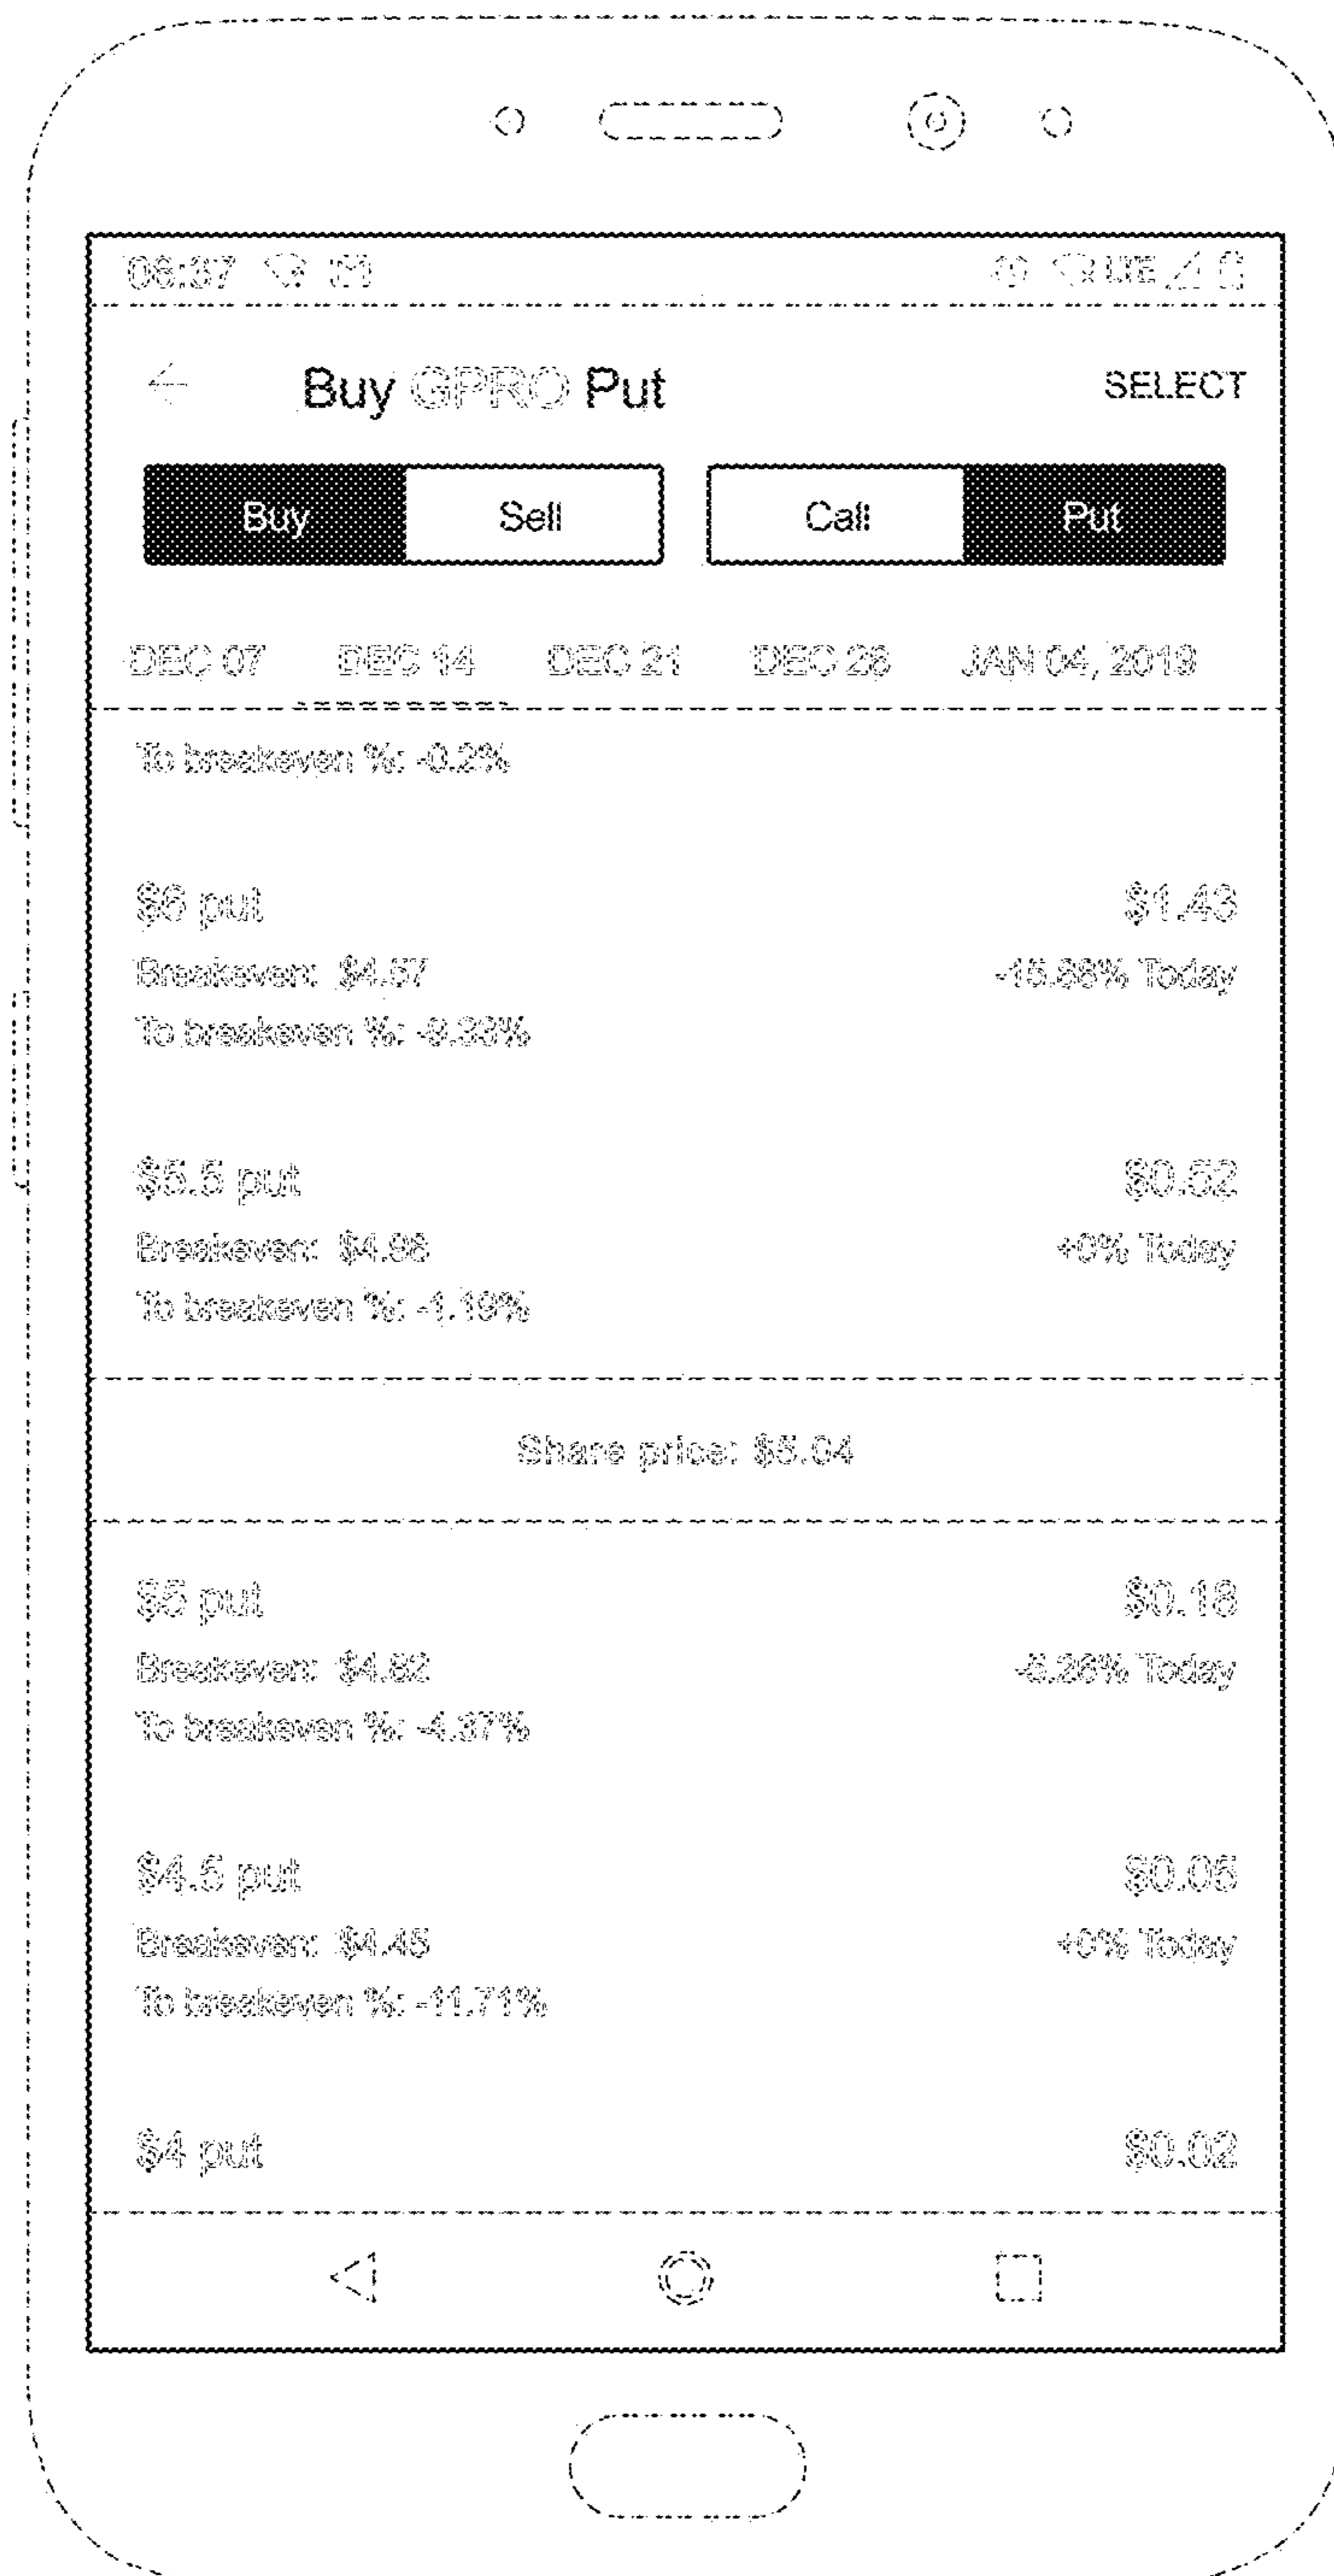 08:37 LTE
Buy GPRO Put SELECT
Buy Sell Call Put
DEC 07 DEC 14 DEC 21 DEC 28 JAN 04, 2019
To breakeven %: -0.2%
$6 put $1.43
Breakeven: $4.57 -15.88% Today
To breakeven %: -9.33%
$5.5 put $0.52
Breakeven: $4.98 +0% Today
To breakeven %: -1.19%
Share price: $5.04
$5 put $0.18
Breakeven: $4.82 -5.26% Today
To breakeven %: -4.37%
$4.5 put $0.05
Breakeven: $4.45 +0% Today
To breakeven %: -11.71%
$4 put $0.02